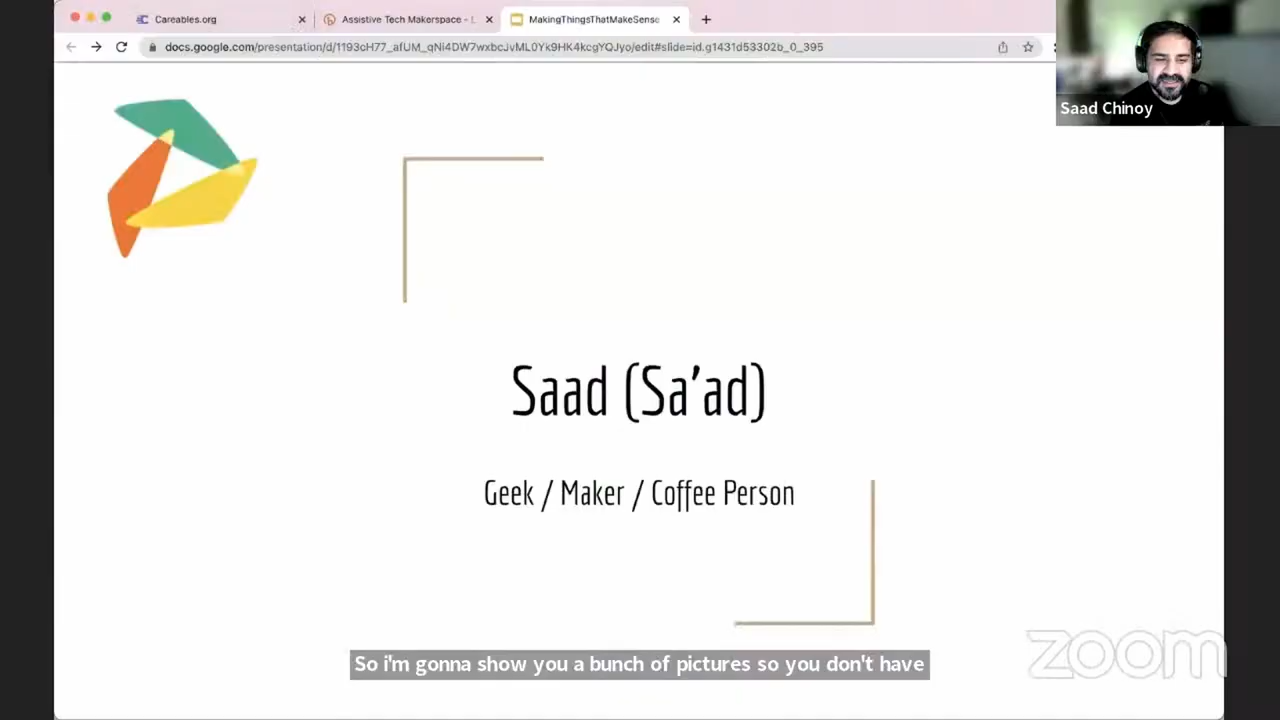 Careables.org
Assistive Tech Makerspace - L
MakingThingsThatMakeSense
docs.google.com/presentation/d/1193cH77_afUM_qNi4DW7wxbcJvML0Yk9HK4kcgYQJyo/edit#slide=id.g1431d53302b_0_395
Saad Chinoy
Saad (Sa'ad)
Geek / Maker / Coffee Person
So i'm gonna show you a bunch of pictures so you don't have
zoom